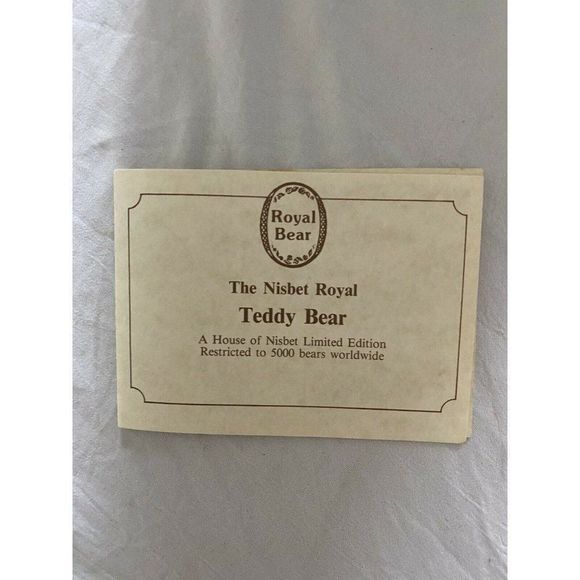 Royal
Bear
The Nisbet Royal
Teddy Bear
A House of Nisbet Limited Edition
Restricted to 5000 bears worldwide